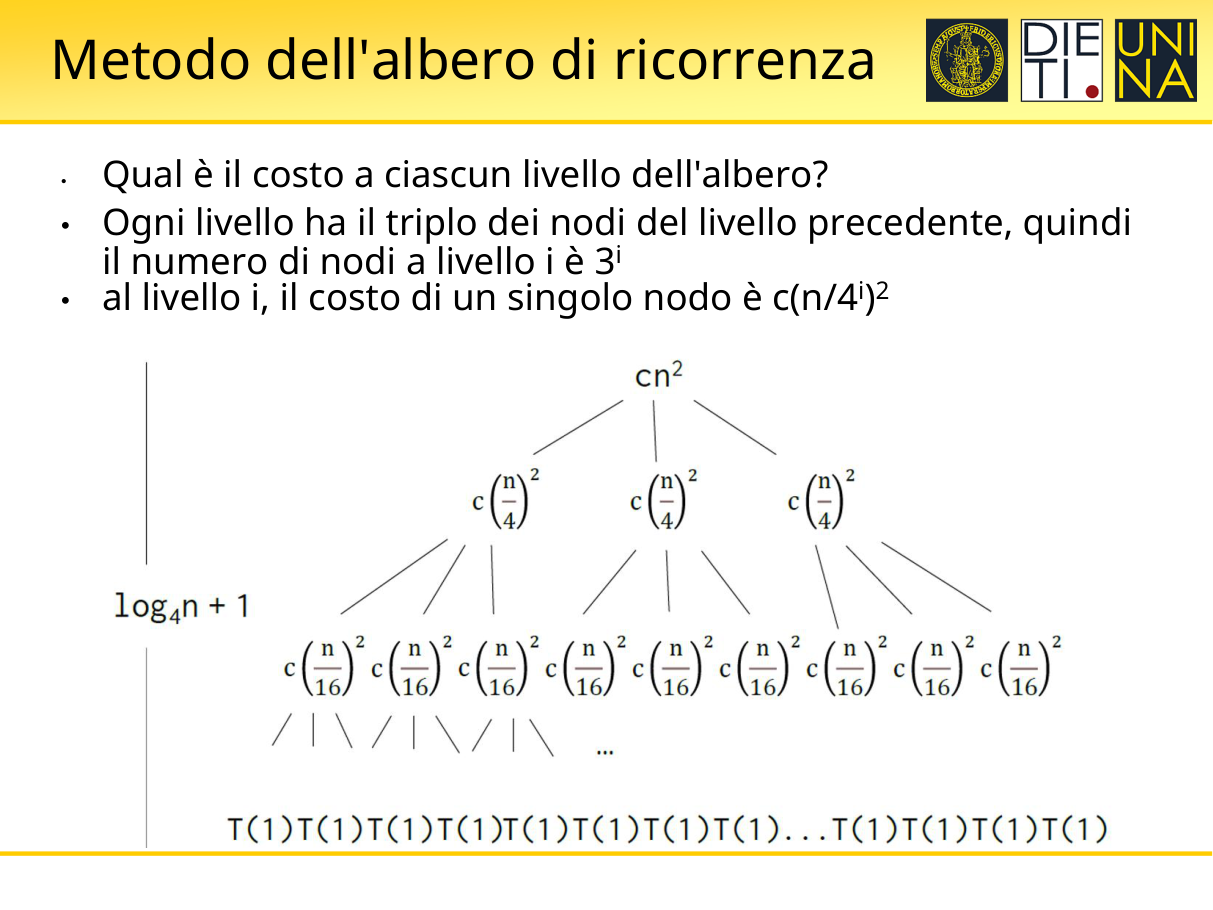 Metodo dell'albero di ricorrenza
DIE
TI.
UNI
NA
• Qual è il costo a ciascun livello dell'albero?
• Ogni livello ha il triplo dei nodi del livello precedente, quindi
il numero di nodi a livello i è 3ⁱ
• al livello i, il costo di un singolo nodo è c(n/4ⁱ)²
cn²
c(n/4)² c(n/4)² c(n/4)²
log₄n + 1
c(n/16)² c(n/16)² c(n/16)² c(n/16)² c(n/16)² c(n/16)² c(n/16)² c(n/16)² c(n/16)²
...
T(1)T(1)T(1)T(1)T(1)T(1)T(1)T(1)...T(1)T(1)T(1)T(1)